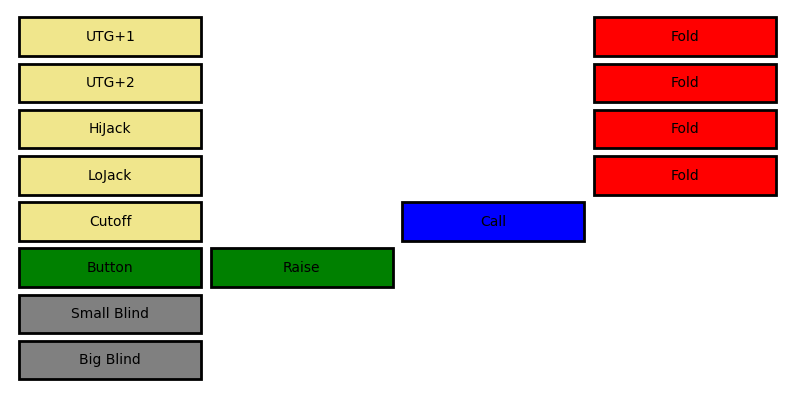 UTG+1 Fold
UTG+2 Fold
HiJack Fold
LoJack Fold
Cutoff Call
Button Raise
Small Blind
Big Blind